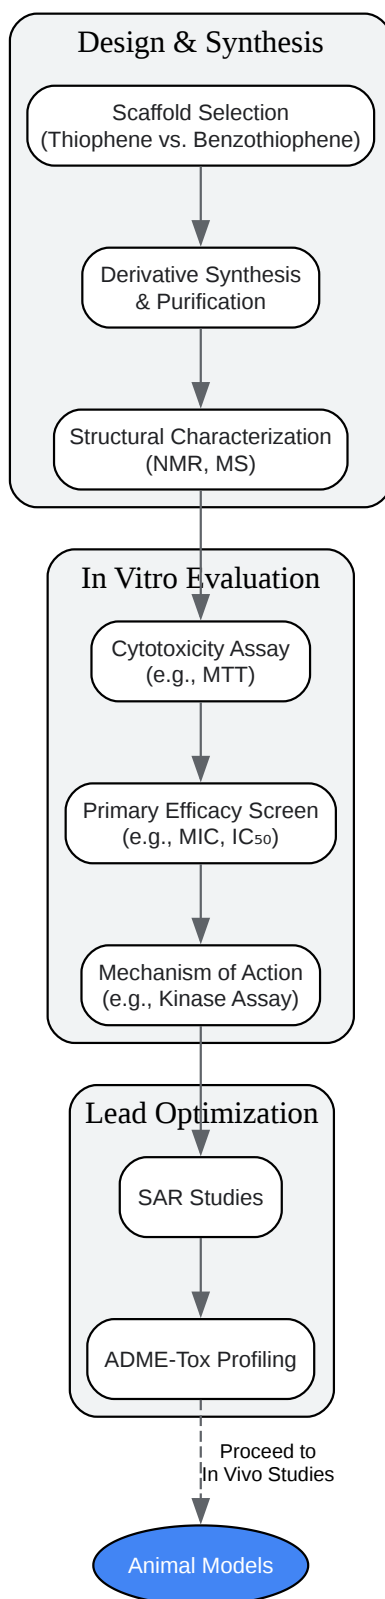 Design & Synthesis
Scaffold Selection
(Thiophene vs. Benzothiophene)
Derivative Synthesis
& Purification
Structural Characterization
(NMR, MS)
In Vitro Evaluation
Cytotoxicity Assay
(e.g., MTT)
Primary Efficacy Screen
(e.g., MIC, IC₅₀)
Mechanism of Action
(e.g., Kinase Assay)
Lead Optimization
SAR Studies
ADME-Tox Profiling
Proceed to
In Vivo Studies
Animal Models